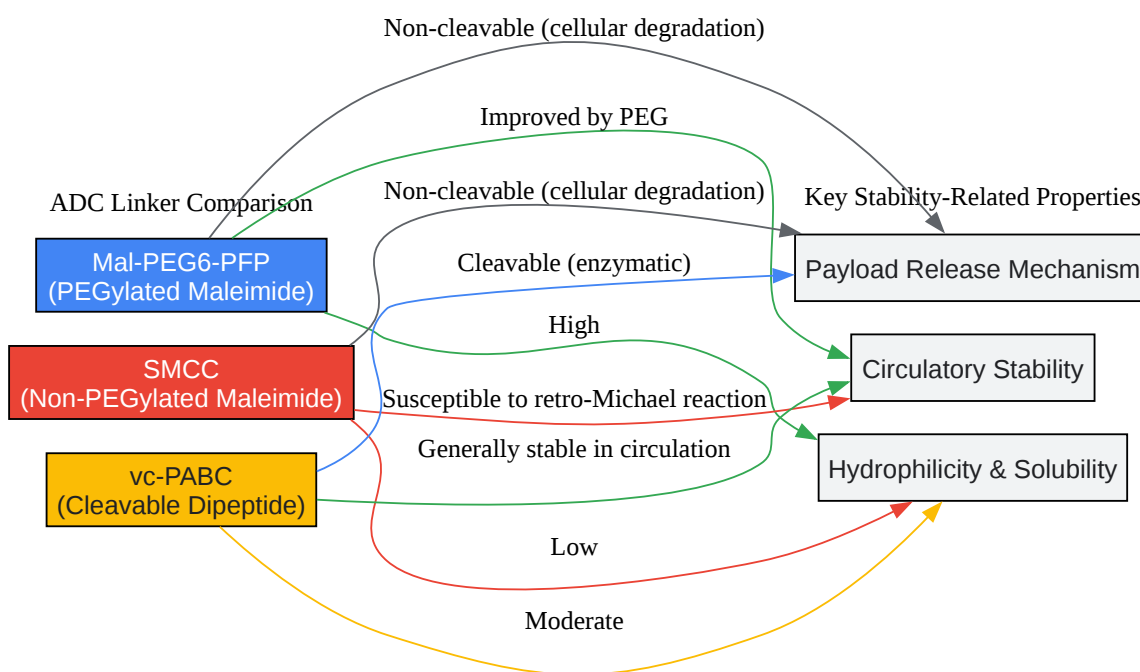 Non-cleavable (cellular degradation)
Improved by PEG
ADC Linker Comparison
Non-cleavable (cellular degradation)
Key Stability-Related Properties
Mal-PEG6-PFP
(PEGylated Maleimide)
Cleavable (enzymatic)
Payload Release Mechanism
High
SMCC
(Non-PEGylated Maleimide)
Circulatory Stability
Susceptible to retro-Michael reaction
Generally stable in circulation
vc-PABC
(Cleavable Dipeptide)
Hydrophilicity & Solubility
Low
Moderate